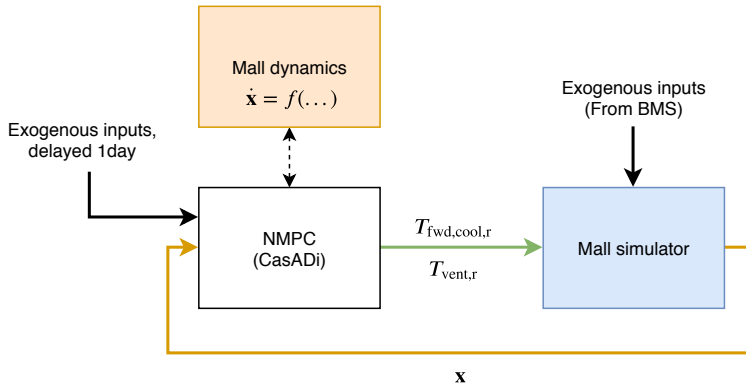 Mall dynamics
ẋ = f(...)
Exogenous inputs,
delayed 1day
Exogenous inputs
(From BMS)
NMPC
(CasADi)
T_fwd,cool,r
T_vent,r
Mall simulator
x